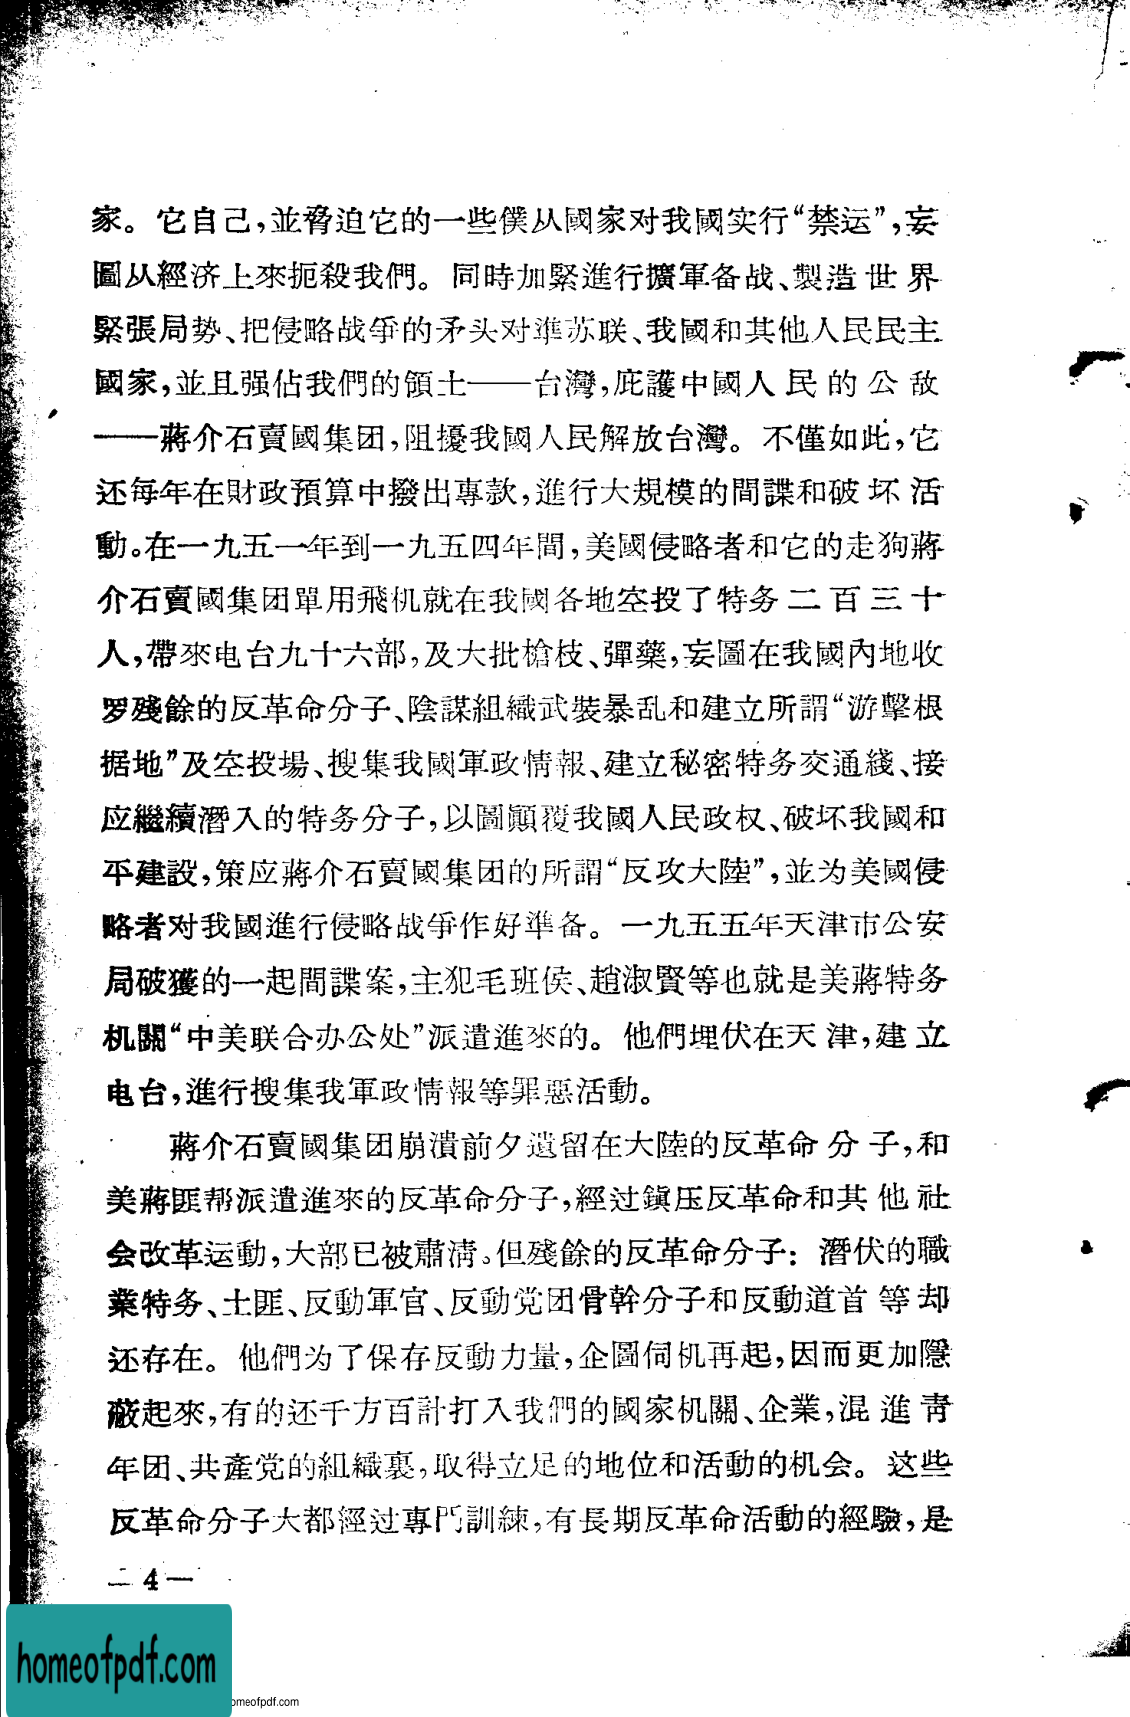 家。它自己，並脅迫它的一些僕从國家对我國实行“禁运”，妄
圖从經济上來扼殺我們。同時加緊進行擴軍备战、製造世界
緊張局势、把侵略战爭的矛头对準苏联、我國和其他人民民主
國家，並且强佔我們的領土——台灣，庇護中國人民的公敌
——蔣介石賣國集团，阻擾我國人民解放台灣。不僅如此，它
还每年在財政預算中撥出專款，進行大規模的間諜和破坏活
動。在一九五一年到一九五四年間，美國侵略者和它的走狗蔣
介石賣國集团單用飛机就在我國各地空投了特务二百三十
人，帶來电台九十六部，及大批槍枝、彈藥，妄圖在我國內地收
罗殘餘的反革命分子、陰謀組織武裝暴乱和建立所謂“游擊根
据地”及空投場、搜集我國軍政情報、建立秘密特务交通綫、接
应繼續潛入的特务分子，以圖顚覆我國人民政权、破坏我國和
平建設，策应蔣介石賣國集团的所謂“反攻大陸”，並为美國侵
略者对我國進行侵略战爭作好準备。一九五五年天津市公安
局破獲的一起間諜案，主犯毛班侯、趙淑賢等也就是美蔣特务
机關“中美联合办公处”派遣進來的。他們埋伏在天津，建立
电台，進行搜集我軍政情報等罪惡活動。
蔣介石賣國集团崩潰前夕遺留在大陸的反革命分子，和
美蔣匪帮派遣進來的反革命分子，經过鎭压反革命和其他社
会改革运動，大部已被肅清。但殘餘的反革命分子：潛伏的職
業特务、土匪、反動軍官、反動党团骨幹分子和反動道首等却
还存在。他們为了保存反動力量，企圖伺机再起，因而更加隱
蔽起來，有的还千方百計打入我們的國家机關、企業，混進靑
年团、共產党的組織裏，取得立足的地位和活動的机会。这些
反革命分子大都經过專門訓練，有長期反革命活動的經驗，是
— 4 —
homeofpdf.com
omeofpdf.com